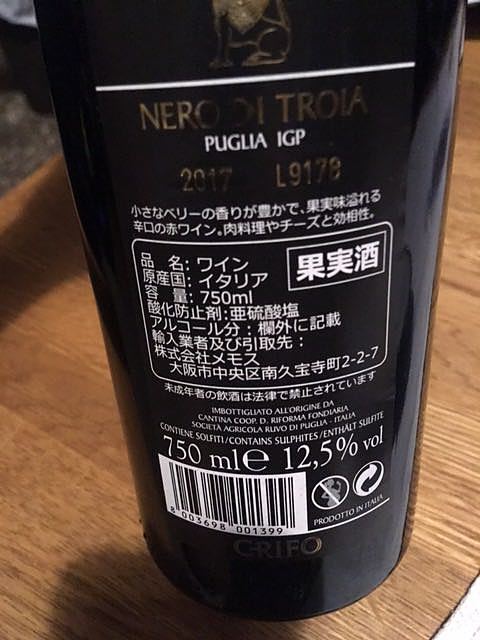 NERO DI TROIA
PUGLIA IGP
2017 L9178
小さなベリーの香りが豊かで、果実味溢れる
辛口の赤ワイン。肉料理やチーズと効相性。
品 名: ワイン
果実酒
原産国: イタリア
容 量: 750ml
酸化防止剤:亜硫酸塩
アルコール分：欄外に記載
輸入業者及び引取先：
株式会社メモス
大阪市中央区南久宝寺町2-2-7
未成年者の飲酒は法律で禁止されています
IMBOTTIGLIATO ALL'ORIGINE DA
CANTINA COOP. D. RIFORMA FONDIARIA
SOCIETÀ AGRICOLA RUVO DI PUGLIA - ITALIA
CONTIENE SOLFITI/CONTAINS SULPHITES/ENTHÄLT SULFITE
750 ml℮ 12,5% vol
8 003698 001399
PRODOTTO IN ITALIA
GRIFO